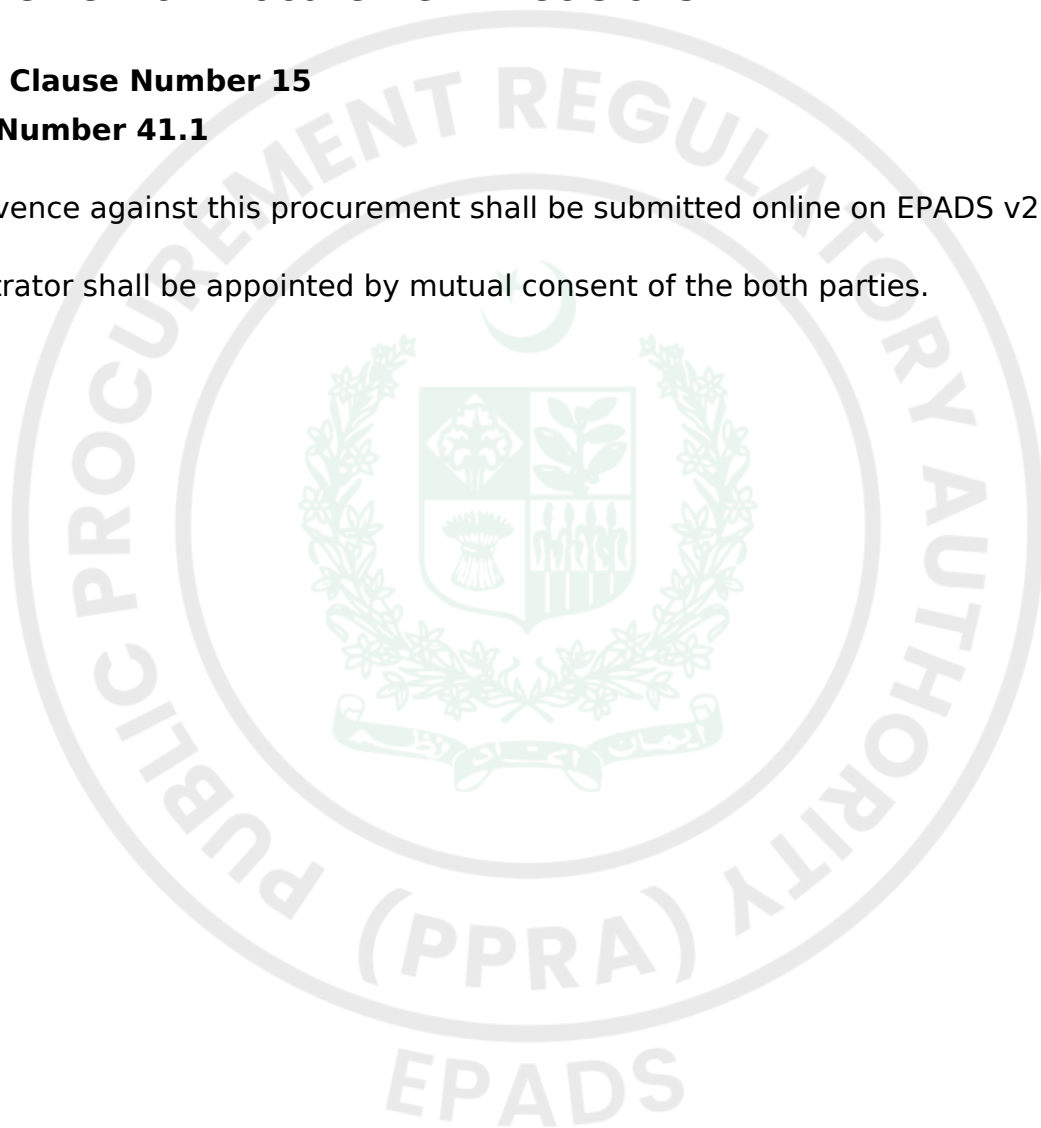 Clause Number 15
Number 41.1
vence against this procurement shall be submitted online on EPADS v2
trator shall be appointed by mutual consent of the both parties.
PUBLIC PROCUREMENT REGULATORY AUTHORITY
(PPRA)
EPADS